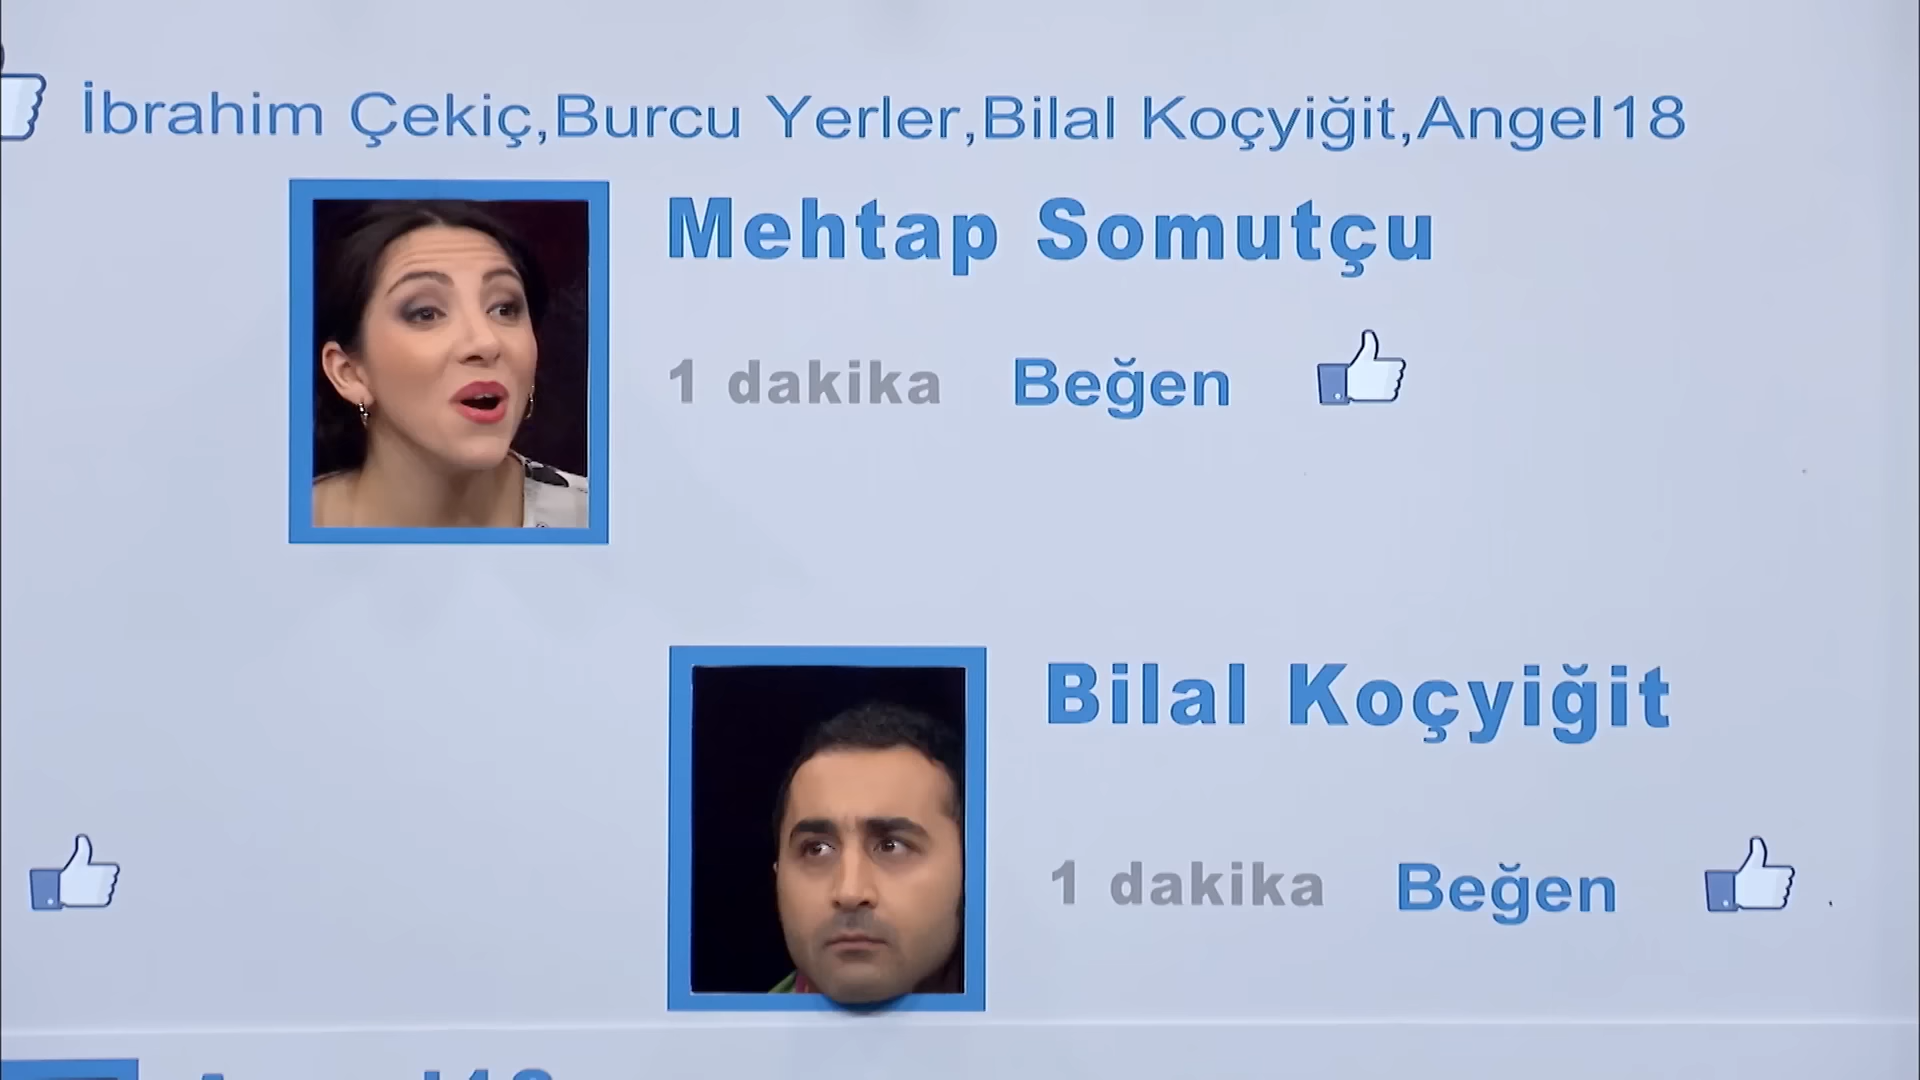 İbrahim Çekiç,Burcu Yerler,Bilal Koçyiğit,Angel18
Mehtap Somutçu
1 dakika Beğen
Bilal Koçyiğit
1 dakika Beğen